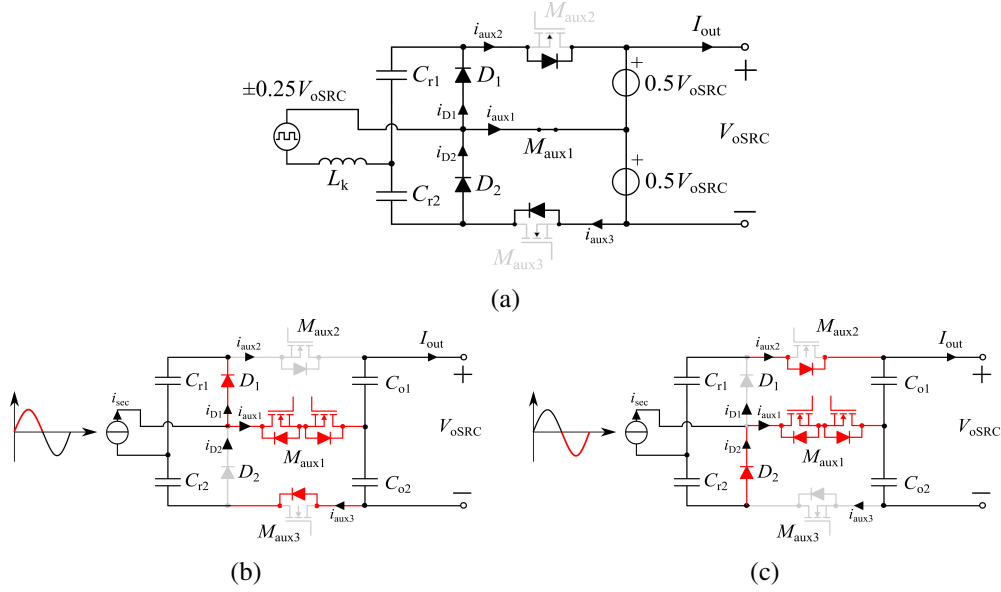 M_aux2
i_aux2
I_out
+
C_r1
D_1
+
0.5V_oSRC
±0.25V_oSRC
i_D1
i_aux1
V_oSRC
M_aux1
i_D2
+
L_k
C_r2
D_2
0.5V_oSRC
−
i_aux3
M_aux3
(a)
M_aux2
i_aux2
I_out
+
C_r1
D_1
C_o1
i_sec
i_D1
i_aux1
V_oSRC
i_D2
M_aux1
C_r2
D_2
C_o2
−
i_aux3
M_aux3
(b)
M_aux2
i_aux2
I_out
+
C_r1
D_1
C_o1
i_sec
i_D1
i_aux1
V_oSRC
i_D2
M_aux1
C_r2
D_2
C_o2
−
i_aux3
M_aux3
(c)